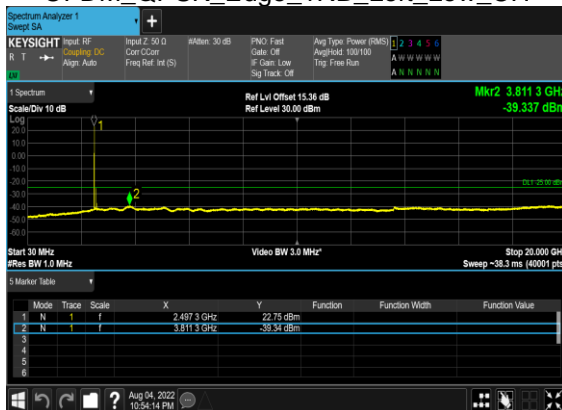 Spectrum Analyzer 1
Swept SA
+
KEYSIGHT Input: RF Input Z: 50 Ω #Atten: 30 dB PNO: Fast Avg Type: Power (RMS) 1 2 3 4 5 6
R T Coupling: DC Corr CCorr Gate: Off Avg|Hold: 100/100 A W W W W W
Align: Auto Freq Ref: Int (S) IF Gain: Low Trig: Free Run
Sig Track: Off A N N N N N
1 Spectrum Ref Lvl Offset 15.36 dB Mkr2 3.811 3 GHz
Scale/Div 10 dB Ref Level 30.00 dBm -39.337 dBm
Log
20.0
10.0
0.00
-10.0
-20.0
-30.0
-40.0
-50.0
-60.0
1
2
Start 30 MHz Video BW 3.0 MHz* Stop 20.000 GH
#Res BW 1.0 MHz Sweep ~38.3 ms (40001 pts
5 Marker Table
Mode Trace Scale X Y Function Function Width Function Value
1 N 1 f 2.497 3 GHz 22.75 dBm
2 N 1 f 3.811 3 GHz -39.34 dBm
3
4
5
6
? Aug 04, 2022
10:54:14 PM